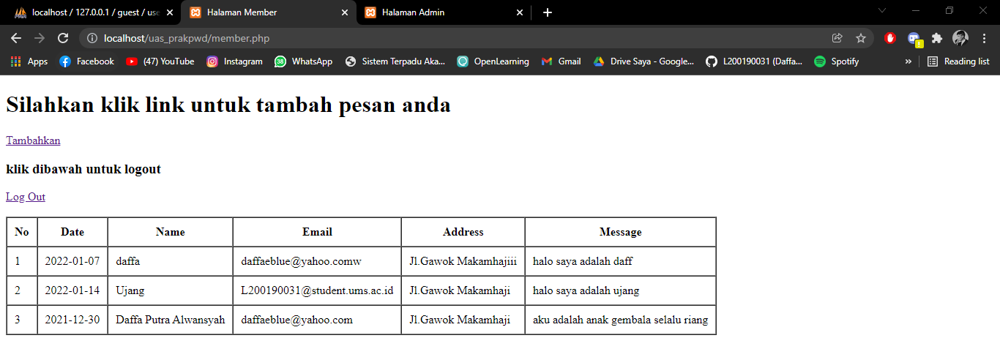 localhost / 127.0.0.1 / guest / use
Halaman Member
Halaman Admin
localhost/uas_prakpwd/member.php
Apps Facebook (47) YouTube Instagram 38 WhatsApp Sistem Terpadu Aka... OpenLearning Gmail Drive Saya - Google... L200190031 (Daffa... Spotify » Reading list
Silahkan klik link untuk tambah pesan anda
Tambahkan
klik dibawah untuk logout
Log Out
No Date Name Email Address Message
1 2022-01-07 daffa daffaeblue@yahoo.comw Jl.Gawok Makamhajiii halo saya adalah daff
2 2022-01-14 Ujang L200190031@student.ums.ac.id Jl.Gawok Makamhaji halo saya adalah ujang
3 2021-12-30 Daffa Putra Alwansyah daffaeblue@yahoo.com Jl.Gawok Makamhaji aku adalah anak gembala selalu riang